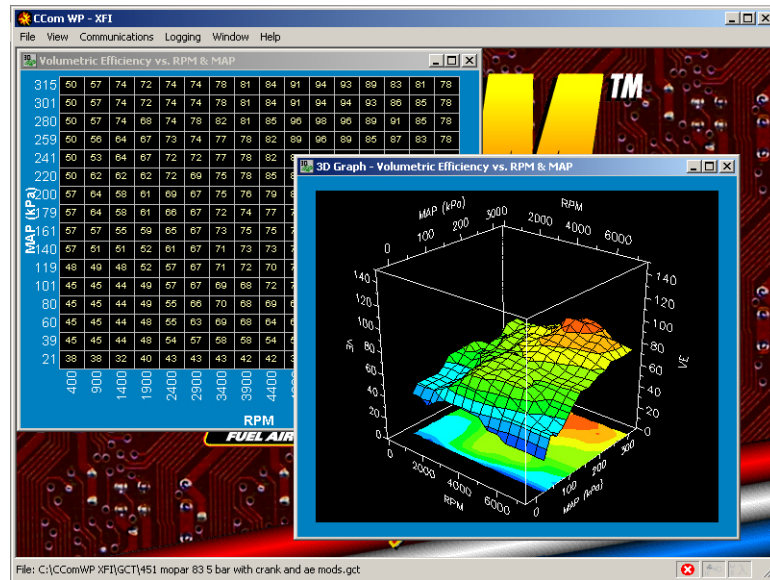 CCom WP - XFI
File View Communications Logging Window Help
Volumetric Efficiency vs. RPM & MAP
315 50 57 74 72 74 74 78 81 84 91 94 93 89 83 81 78
301 50 57 74 72 74 74 78 81 84 91 94 94 93 86 85 78
280 50 57 74 68 74 78 82 81 85 96 98 96 89 91 85 78
259 50 56 64 67 73 74 77 78 82 89 96 89 85 87 83 78
241 50 53 64 67 72 72 77 78 82
220 50 62 62 62 72 69 75 78 85
200 57 64 58 61 69 67 75 76 79
179 57 64 58 61 66 67 72 74 77
161 57 57 55 59 65 67 73 75 75
140 57 51 51 52 61 67 71 73 73
119 48 49 48 52 57 67 71 72 70
101 45 45 44 49 57 67 69 68 72
80 45 45 44 49 55 66 70 68 69
60 45 45 44 48 55 63 69 68 64
39 45 45 44 48 54 57 58 58 54
21 38 38 32 40 43 43 43 42 42
MAP (kPa)
400 900 1400 1900 2400 2900 3400 3900 4400
RPM
TM
3D Graph - Volumetric Efficiency vs. RPM & MAP
MAP (kPa)
0 100 200 3000
RPM
2000 4000 6000
140 120 100 80 60 40 20 0
VE
140 120 100 80 60 40 20 0
VE
0 2000 4000 6000
RPM
0 100 200 300
MAP (kPa)
FUEL AIR
File: C:\CComWP XFI\GCT\451 mopar 83 5 bar with crank and ae mods.gct